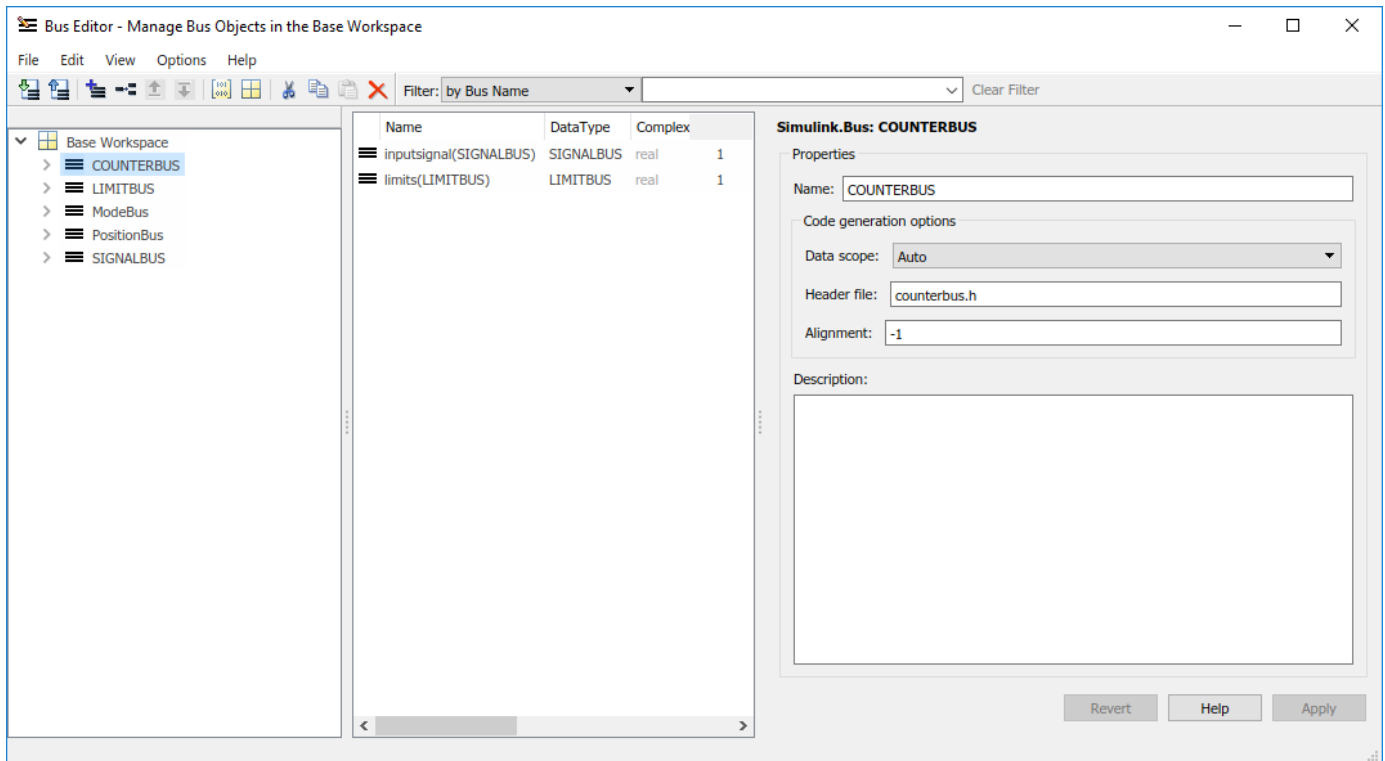 Bus Editor - Manage Bus Objects in the Base Workspace
File Edit View Options Help
Filter: by Bus Name Clear Filter
Base Workspace
COUNTERBUS
LIMITBUS
ModeBus
PositionBus
SIGNALBUS
Name DataType Complex
inputsignal(SIGNALBUS) SIGNALBUS real 1
limits(LIMITBUS) LIMITBUS real 1
Simulink.Bus: COUNTERBUS
Properties
Name: COUNTERBUS
Code generation options
Data scope: Auto
Header file: counterbus.h
Alignment: -1
Description:
Revert Help Apply